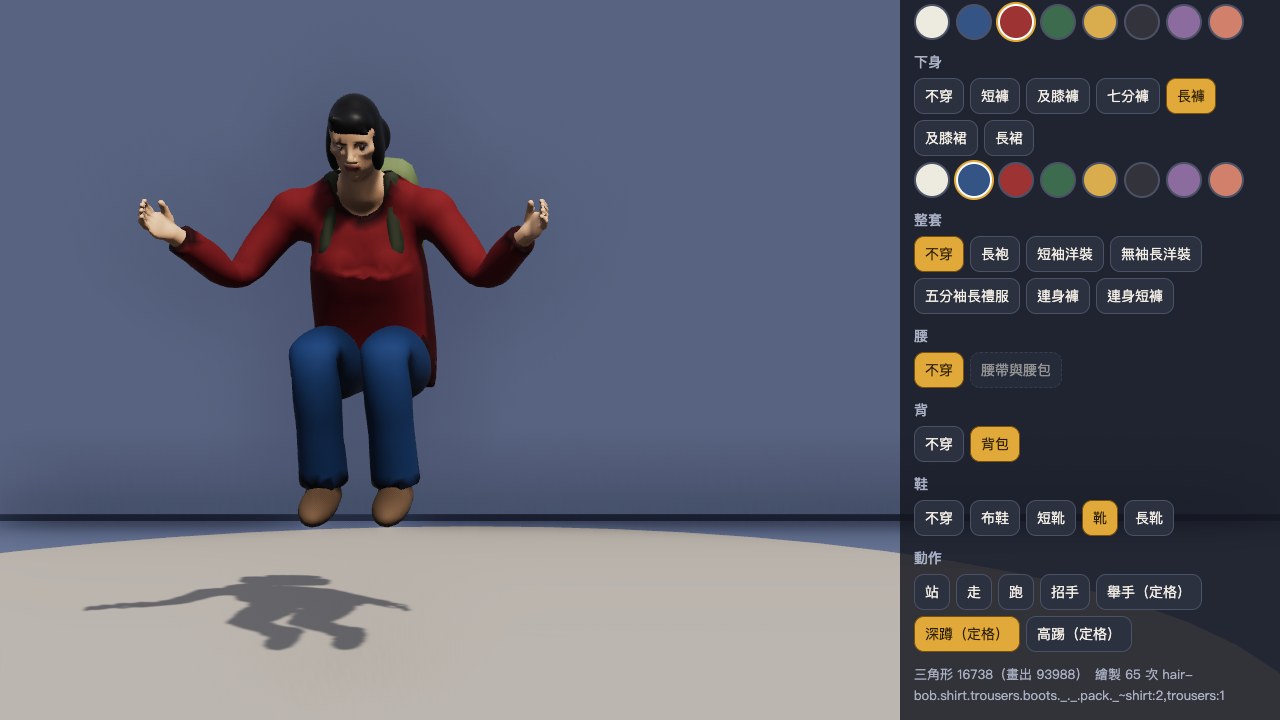 下身
不穿 短褲 及膝褲 七分褲 長褲
及膝裙 長裙
整套
不穿 長袍 短袖洋裝 無袖長洋裝
五分袖長禮服 連身褲 連身短褲
腰
不穿 腰帶與腰包
背
不穿 背包
鞋
不穿 布鞋 短靴 靴 長靴
動作
站 走 跑 招手 舉手（定格）
深蹲（定格） 高踢（定格）
三角形 16738（畫出 93988） 繪製 65 次 hair-
bob.shirt.trousers.boots._._.pack._~shirt:2,trousers:1